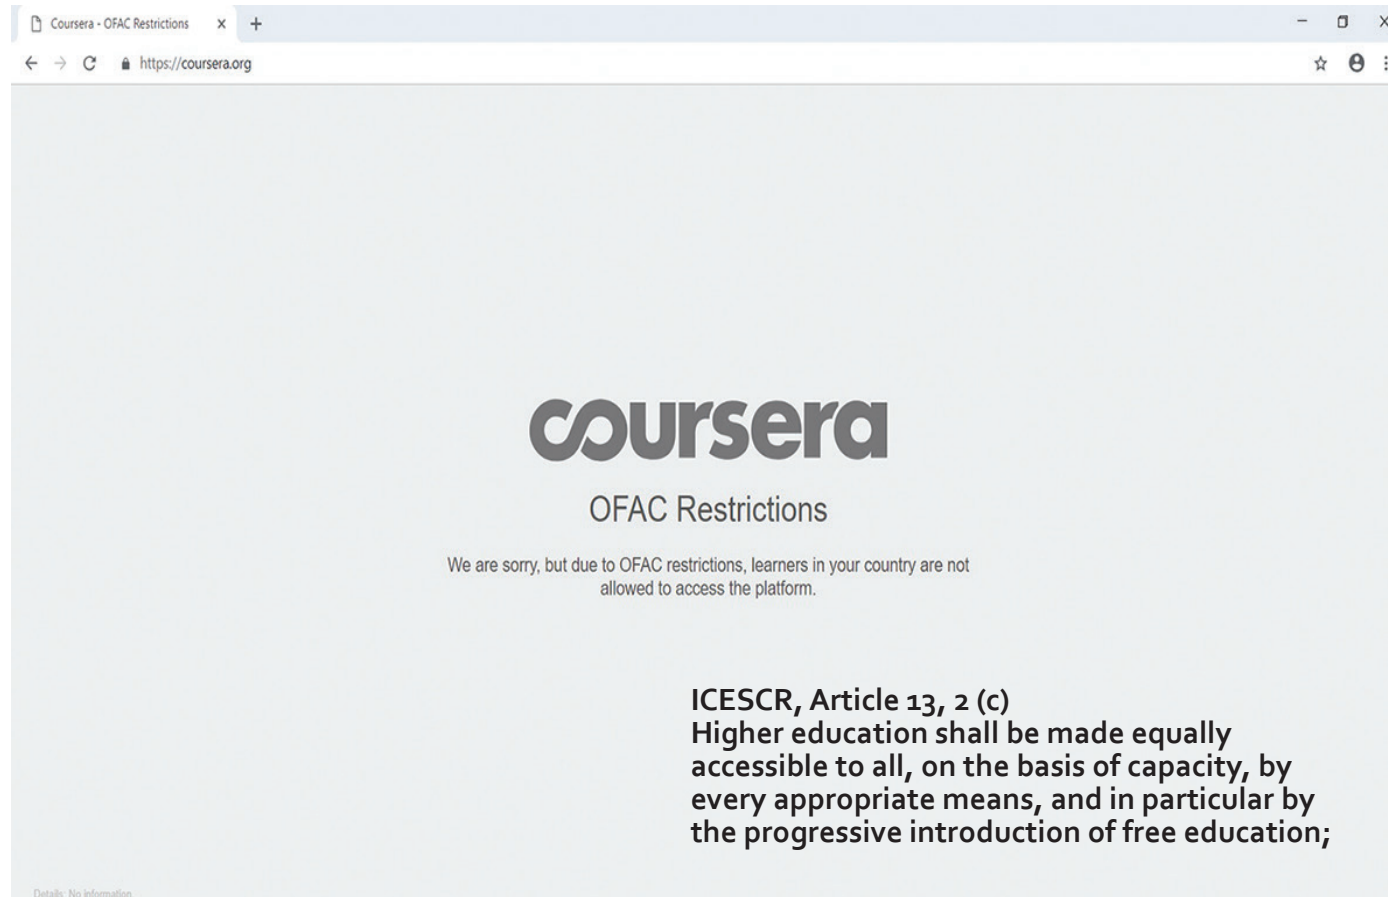 Coursera - OFAC Restrictions
https://coursera.org
coursera
OFAC Restrictions
We are sorry, but due to OFAC restrictions, learners in your country are not
allowed to access the platform.
ICESCR, Article 13, 2 (c)
Higher education shall be made equally
accessible to all, on the basis of capacity, by
every appropriate means, and in particular by
the progressive introduction of free education;
Details: No information